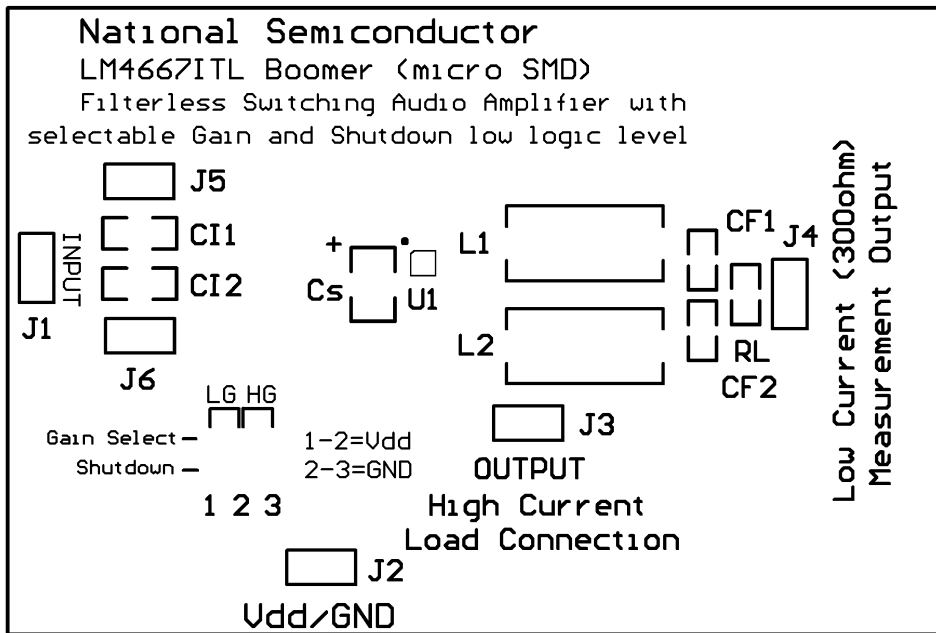 National Semiconductor
LM4667ITL Boomer (micro SMD)
Filterless Switching Audio Amplifier with
selectable Gain and Shutdown low logic level
J5
CI1
CI2
INPUT
J1
J6
+
Cs
U1
L1
L2
CF1
J4
RL
CF2
Low Current (300ohm)
Measurement Output
LG HG
Gain Select –
Shutdown –
1-2=Vdd
2-3=GND
1 2 3
J3
OUTPUT
High Current
Load Connection
J2
Vdd/GND